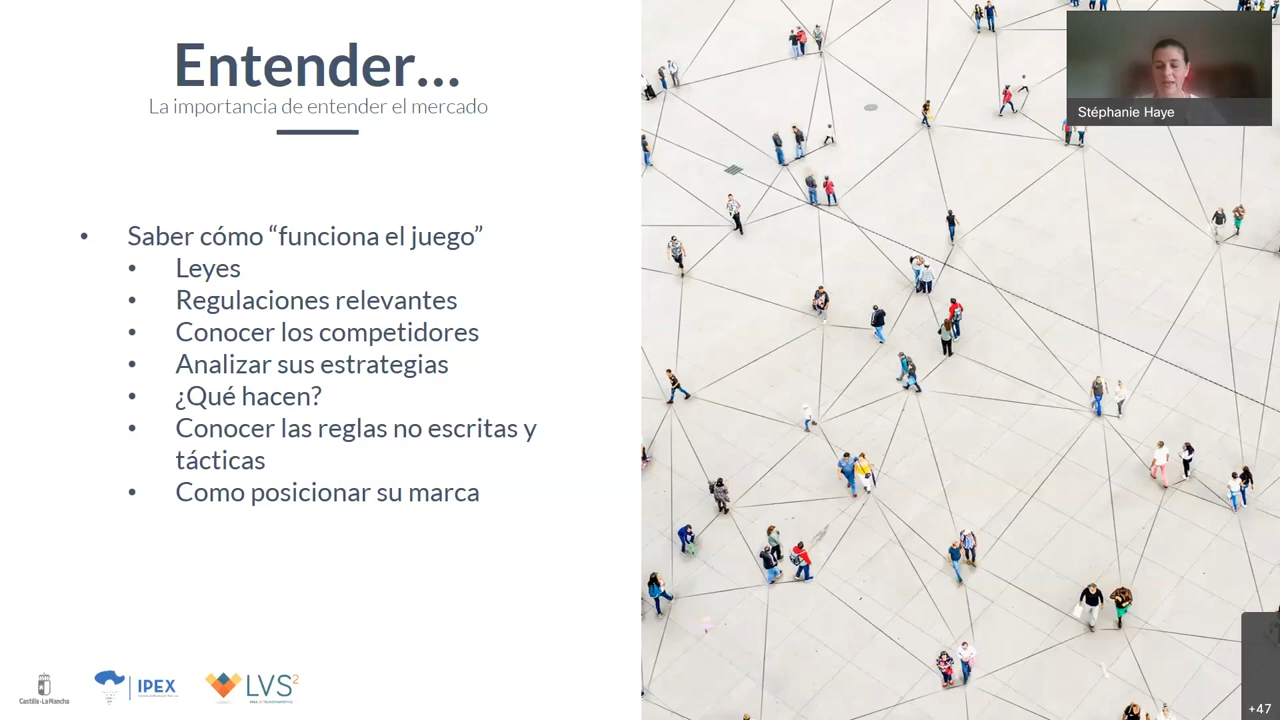 Entender...
La importancia de entender el mercado
• Saber cómo “funciona el juego”
• Leyes
• Regulaciones relevantes
• Conocer los competidores
• Analizar sus estrategias
• ¿Qué hacen?
• Conocer las reglas no escritas y
tácticas
• Como posicionar su marca
Castilla-La Mancha
IPEX
LVS²
Stéphanie Haye
+47